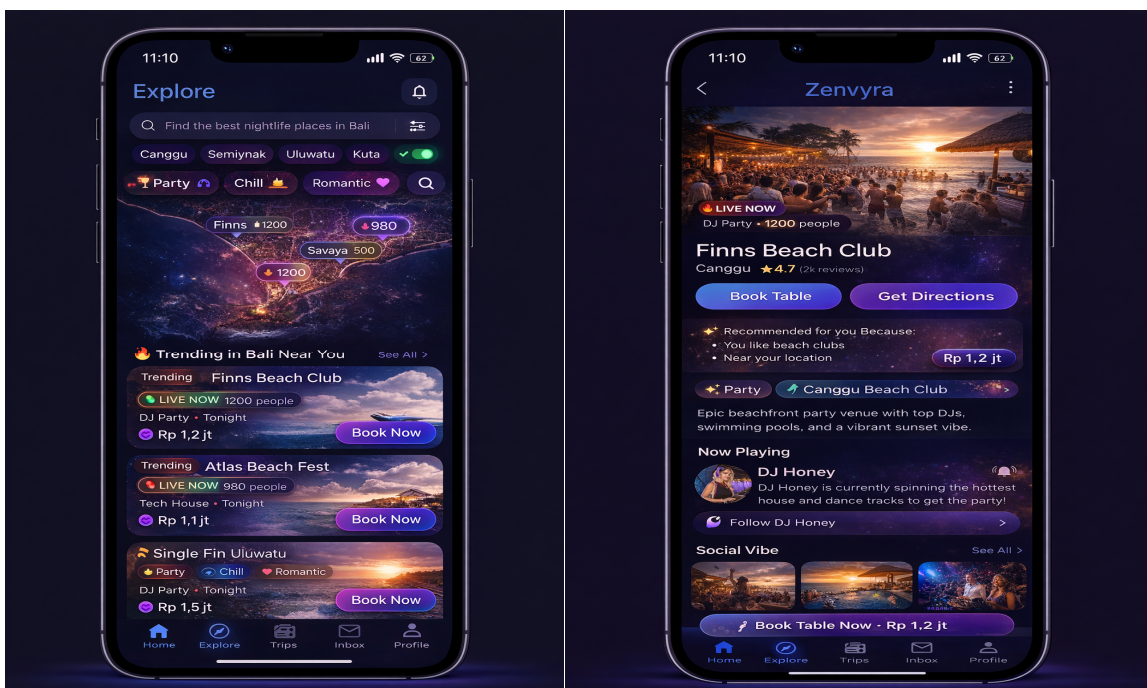 11:10
62
Explore
Find the best nightlife places in Bali
Canggu
Semiynak
Uluwatu
Kuta
Party
Chill
Romantic
Finns 1200
980
Savaya 500
1200
Trending in Bali Near You
See All >
Trending
Finns Beach Club
LIVE NOW 1200 people
DJ Party • Tonight
Rp 1,2 jt
Book Now
Trending
Atlas Beach Fest
LIVE NOW 980 people
Tech House • Tonight
Rp 1,1 jt
Book Now
Single Fin Uluwatu
Party
Chill
Romantic
DJ Party • Tonight
Rp 1,5 jt
Book Now
Home
Explore
Trips
Inbox
Profile
11:10
62
Zenvyra
LIVE NOW
DJ Party • 1200 people
Finns Beach Club
Canggu ★4.7 (2k reviews)
Book Table
Get Directions
Recommended for you Because:
• You like beach clubs
• Near your location
Rp 1,2 jt
Party
Canggu Beach Club >
Epic beachfront party venue with top DJs,
swimming pools, and a vibrant sunset vibe.
Now Playing
DJ Honey
DJ Honey is currently spinning the hottest
house and dance tracks to get the party!
Follow DJ Honey >
Social Vibe
See All >
Book Table Now - Rp 1,2 jt
Home
Explore
Trips
Inbox
Profile